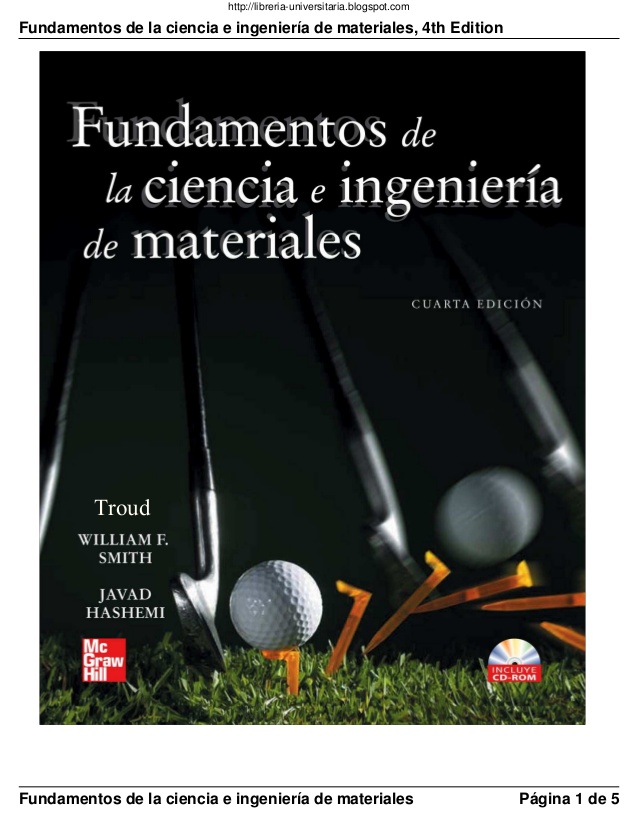 http://libreria-universitaria.blogspot.com
Fundamentos de la ciencia e ingeniería de materiales, 4th Edition
Fundamentos de
la ciencia e ingeniería
de materiales
CUARTA EDICIÓN
Troud
WILLIAM F.
SMITH
JAVAD
HASHEMI
Mc
Graw
Hill
INCLUYE
CD-ROM
Fundamentos de la ciencia e ingeniería de materiales Página 1 de 5